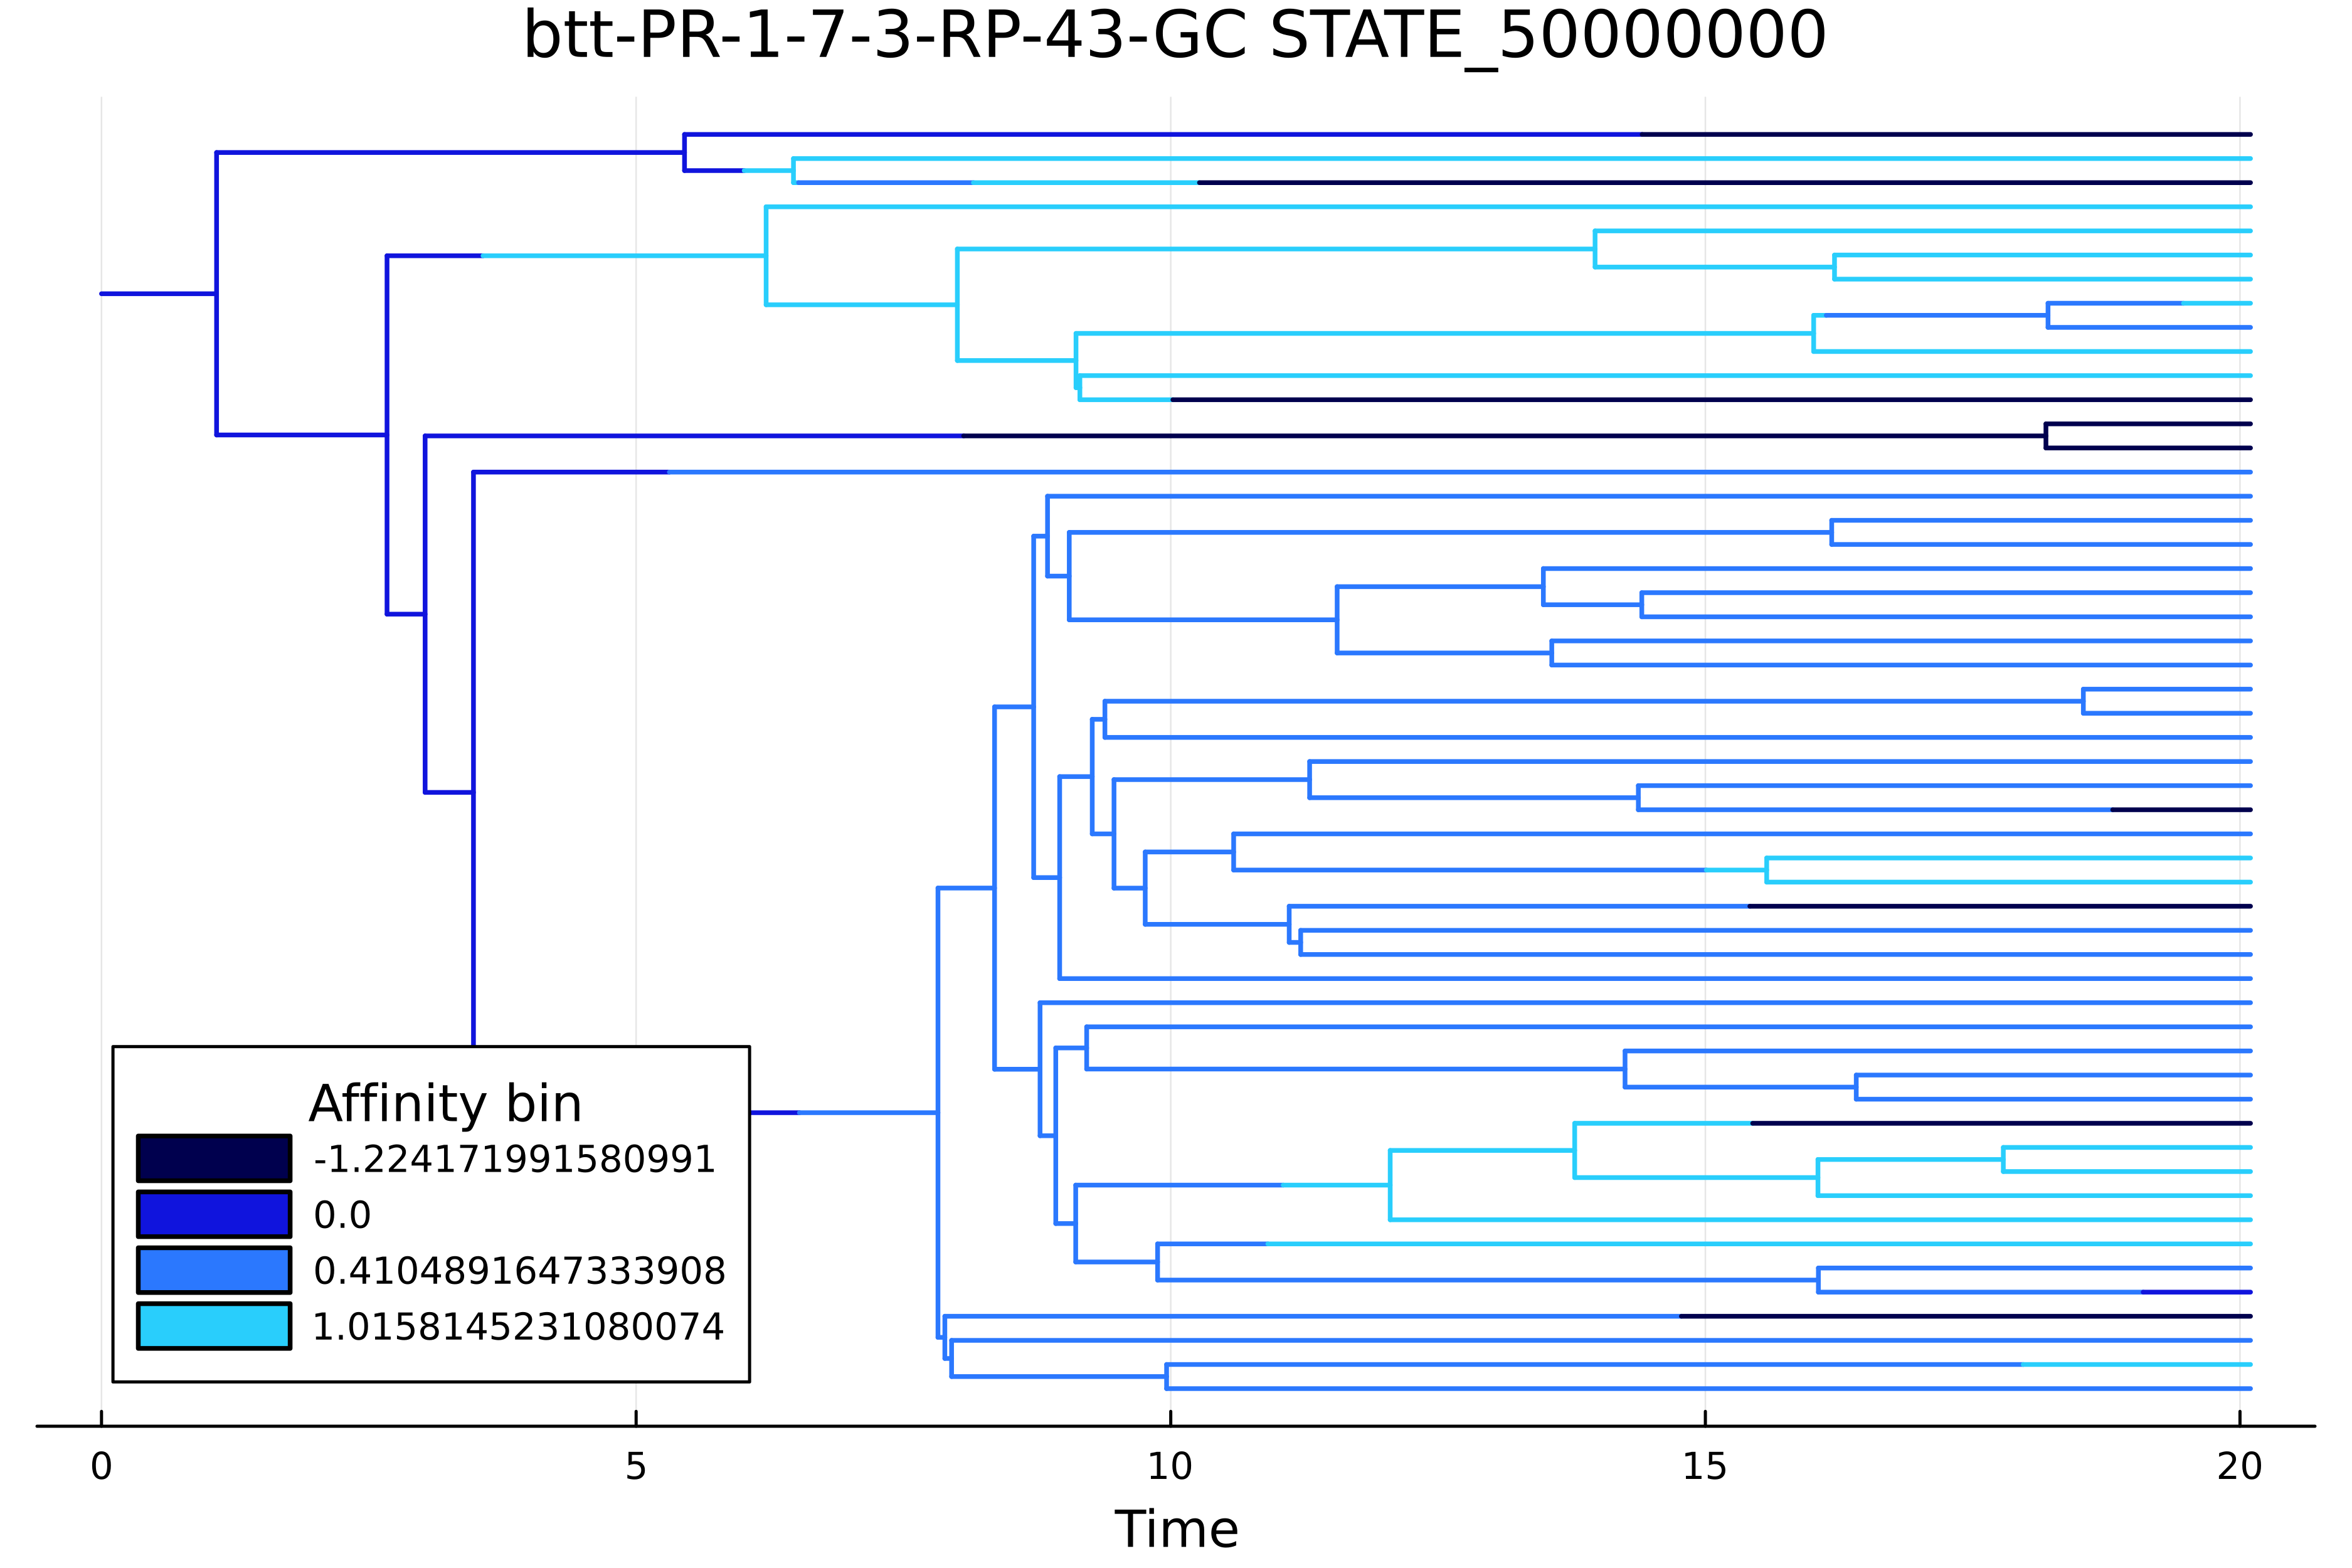 btt-PR-1-7-3-RP-43-GC STATE_50000000
Affinity bin
-1.224171991580991
0.0
0.4104891647333908
1.0158145231080074
0 5 10 15 20
Time